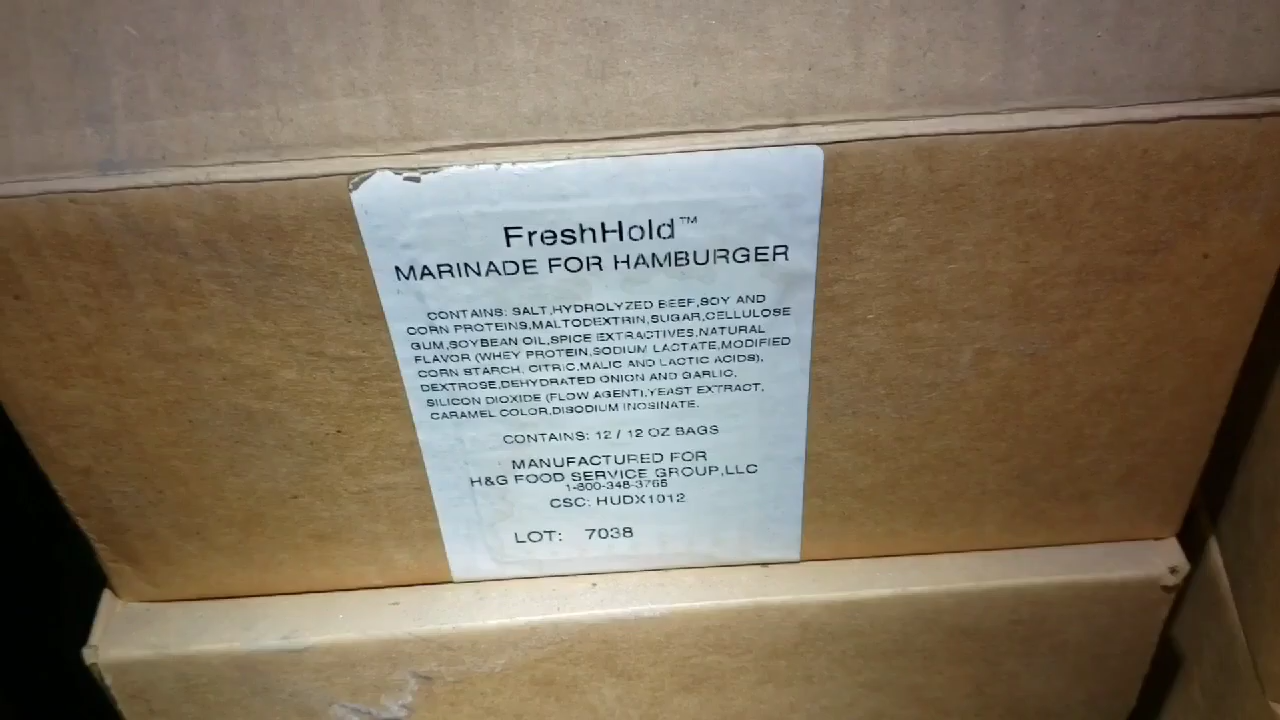 FreshHold™
MARINADE FOR HAMBURGER
CONTAINS: SALT,HYDROLYZED BEEF,SOY AND
CORN PROTEINS,MALTODEXTRIN,SUGAR,CELLULOSE
GUM,SOYBEAN OIL,SPICE EXTRACTIVES,NATURAL
FLAVOR (WHEY PROTEIN,SODIUM LACTATE,MODIFIED
CORN STARCH, CITRIC,MALIC AND LACTIC ACIDS),
DEXTROSE,DEHYDRATED ONION AND GARLIC,
SILICON DIOXIDE (FLOW AGENT),YEAST EXTRACT,
CARAMEL COLOR,DISODIUM INOSINATE.
CONTAINS: 12 / 12 OZ BAGS
MANUFACTURED FOR
H&G FOOD SERVICE GROUP,LLC
1-800-348-3766
CSC: HUDX1012
LOT: 7038